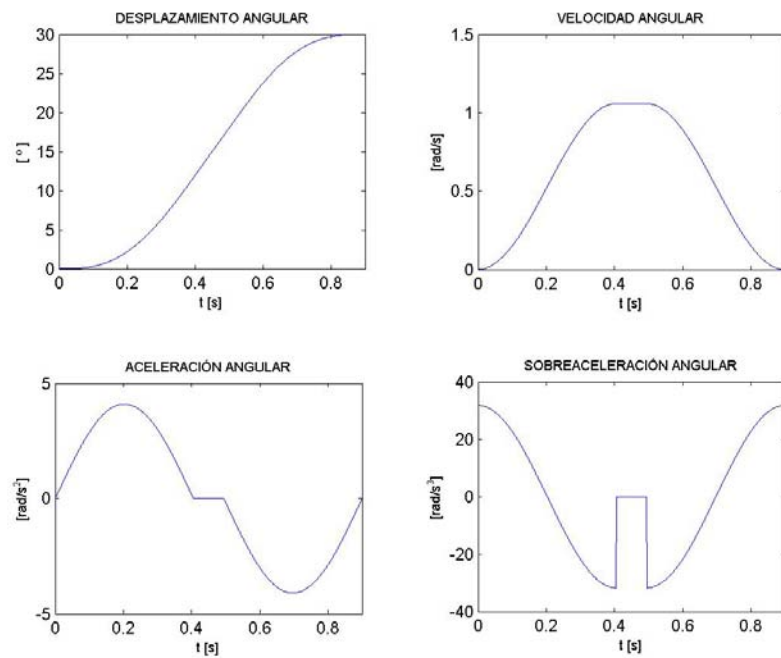 DESPLAZAMIENTO ANGULAR
30
25
20
15
10
5
0
[ º]
0 0.2 0.4 0.6 0.8
t [s]
VELOCIDAD ANGULAR
1.5
1
0.5
0
[rad/s]
0 0.2 0.4 0.6 0.8
t [s]
ACELERACIÓN ANGULAR
5
0
-5
[rad/s²]
0 0.2 0.4 0.6 0.8
t [s]
SOBREACELERACIÓN ANGULAR
40
20
0
-20
-40
[rad/s³]
0 0.2 0.4 0.6 0.8
t [s]